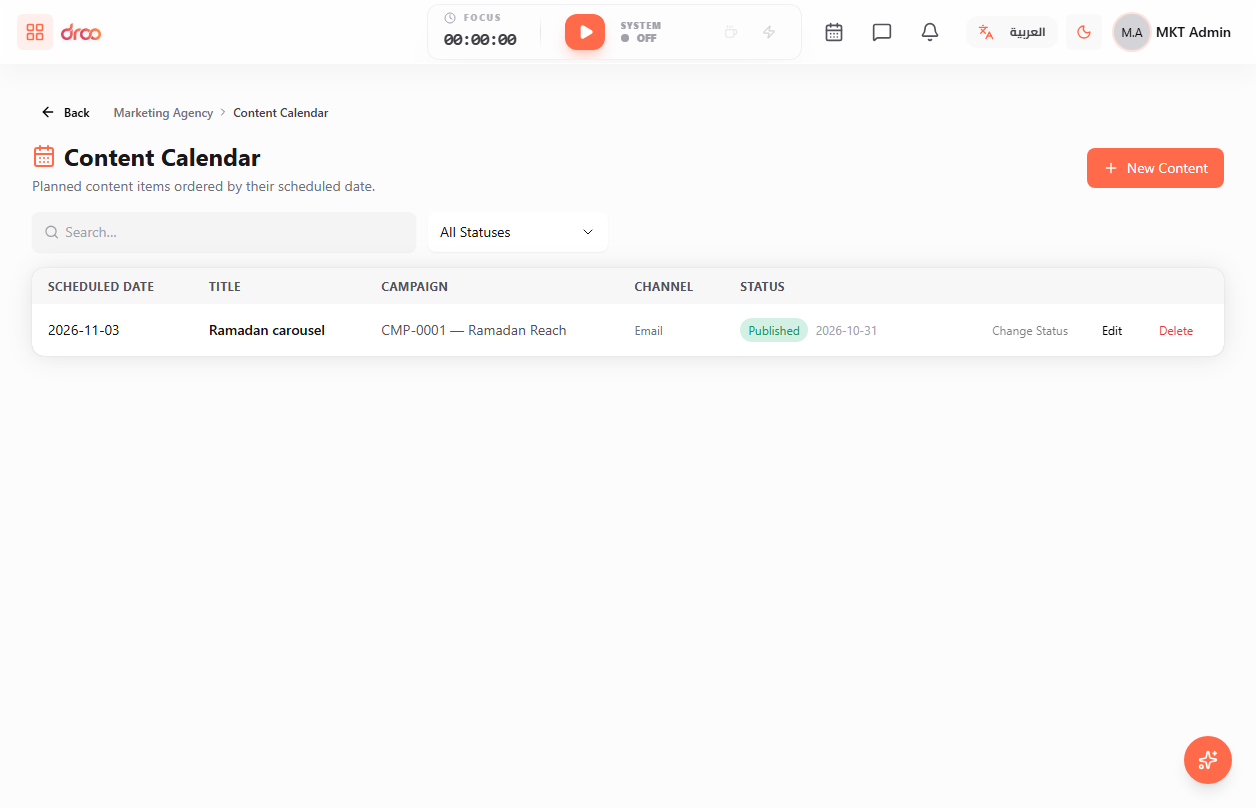 droo
FOCUS
00:00:00
SYSTEM
OFF
العربية
M.A
MKT Admin
Back
Marketing Agency > Content Calendar
Content Calendar
Planned content items ordered by their scheduled date.
+ New Content
Search...
All Statuses
SCHEDULED DATE TITLE CAMPAIGN CHANNEL STATUS
2026-11-03 Ramadan carousel CMP-0001 — Ramadan Reach Email Published 2026-10-31 Change Status Edit Delete